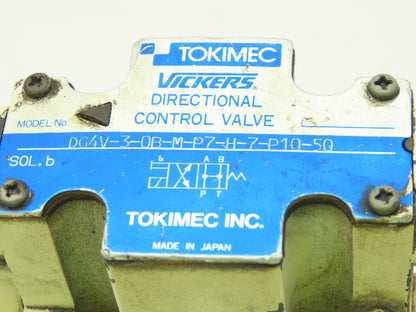 TOKIMEC
VICKERS®
DIRECTIONAL
CONTROL VALVE
MODEL No.
DG4V-3-0B-M-P7-H-7-P10-50
SOL.b
b A B
P T
TOKIMEC INC.
MADE IN JAPAN